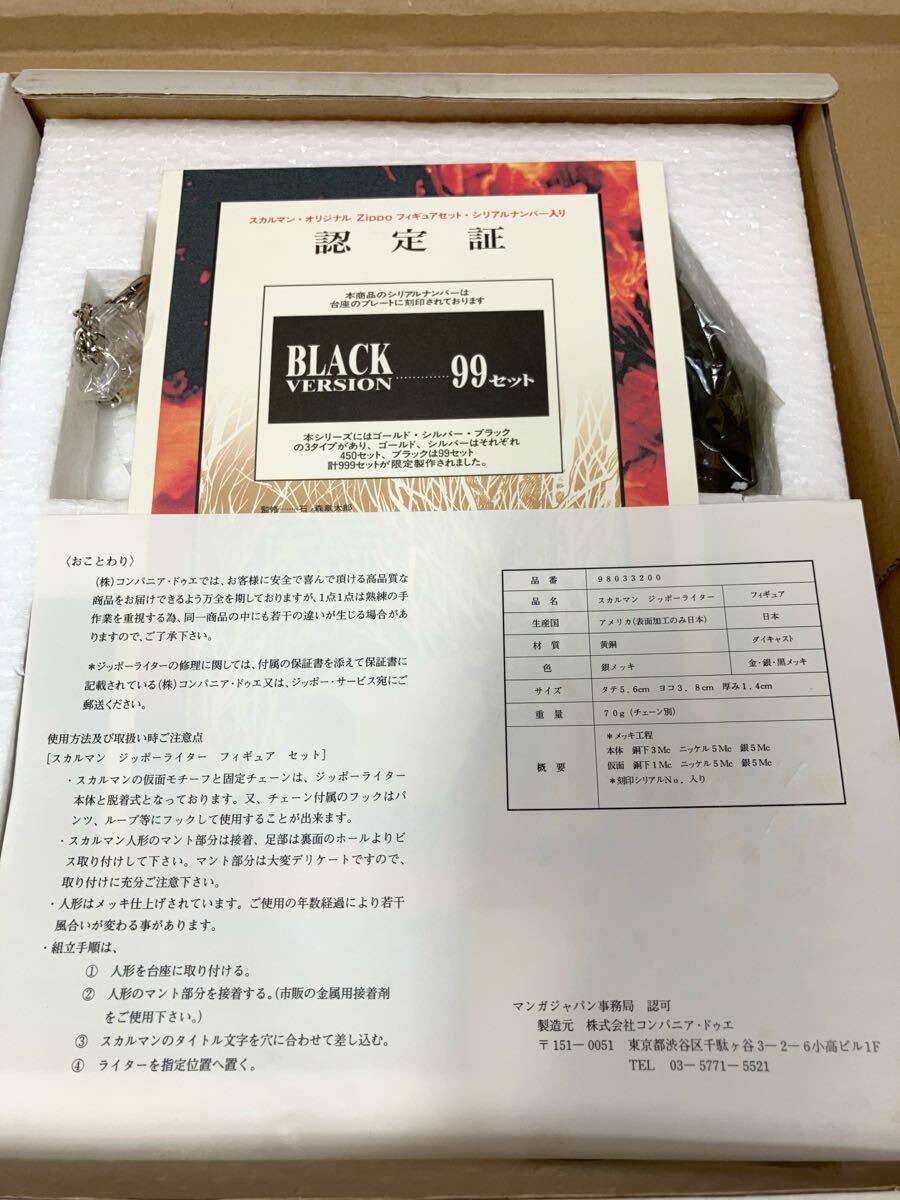 スカルマン・オリジナル Zippo フィギュアセット・シリアルナンバー入り
認定証
本商品のシリアルナンバーは
台座のプレートに刻印されております
BLACK
VERSION…………99セット
本シリーズにはゴールド・シルバー・ブラック
の3タイプがあり、ゴールド、シルバーはそれぞれ
450セット、ブラックは99セット
計999セットが限定製作されました。
監修……石ノ森章太郎
〈おことわり〉
(株)コンパニア・ドゥエでは、お客様に安全で喜んで頂ける高品質な
商品をお届けできるよう万全を期しておりますが、1点1点は熟練の手
作業を重視する為、同一商品の中にも若干の違いが生じる場合があ
りますので、ご了承下さい。
＊ジッポーライターの修理に関しては、付属の保証書を添えて保証書に
記載されている(株)コンパニア・ドゥエ又は、ジッポー・サービス宛にご
郵送ください。
使用方法及び取扱い時ご注意点
[スカルマン　ジッポーライター　フィギュア　セット]
・スカルマンの仮面モチーフと固定チェーンは、ジッポーライター
本体と脱着式となっております。又、チェーン付属のフックはパ
ンツ、ループ等にフックして使用することが出来ます。
・スカルマン人形のマント部分は接着、足部は裏面のホールよりビ
ス取り付けして下さい。マント部分は大変デリケートですので、
取り付けに充分ご注意下さい。
・人形はメッキ仕上げされています。ご使用の年数経過により若干
風合いが変わる事があります。
・組立手順は、
① 人形を台座に取り付ける。
② 人形のマント部分を接着する。(市販の金属用接着剤
をご使用下さい。)
③ スカルマンのタイトル文字を穴に合わせて差し込む。
④ ライターを指定位置へ置く。
品番 98033200
品名 スカルマン ジッポーライター フィギュア
生産国 アメリカ(表面加工のみ日本) 日本
材質 黄銅 ダイキャスト
色 銀メッキ 金・銀・黒メッキ
サイズ タテ5.6cm ヨコ3.8cm 厚み1.4cm
重量 70g(チェーン別)
概要 ＊メッキ工程
本体 銅下3Mc ニッケル5Mc 銀5Mc
仮面 銅下1Mc ニッケル5Mc 銀5Mc
＊刻印シリアルNo.入り
マンガジャパン事務局　認可
製造元　株式会社コンパニア・ドゥエ
〒151-0051　東京都渋谷区千駄ヶ谷3-2-6小高ビル1F
TEL　03-5771-5521